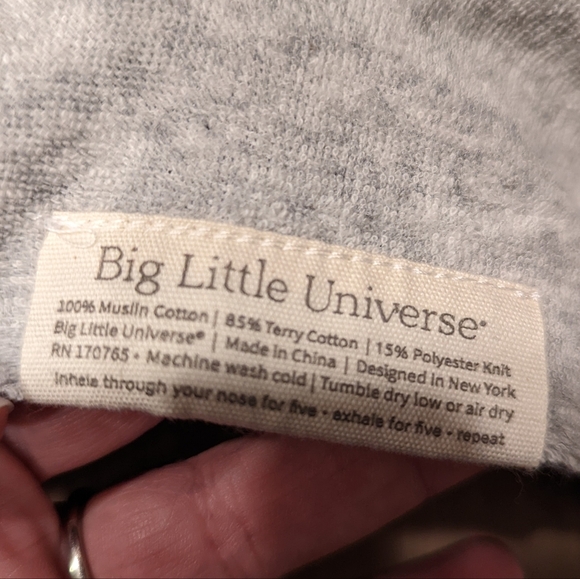 Big Little Universe®
100% Muslin Cotton | 85% Terry Cotton | 15% Polyester Knit
Big Little Universe® | Made in China | Designed in New York
RN 170765 • Machine wash cold | Tumble dry low or air dry
Inhale through your nose for five • exhale for five • repeat